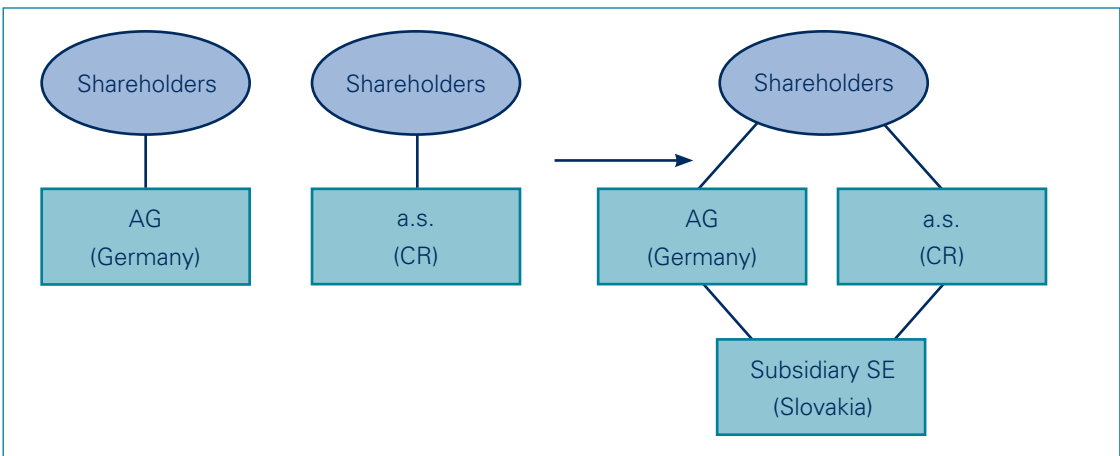 Shareholders
Shareholders
Shareholders
AG
(Germany)
a.s.
(CR)
AG
(Germany)
a.s.
(CR)
Subsidiary SE
(Slovakia)